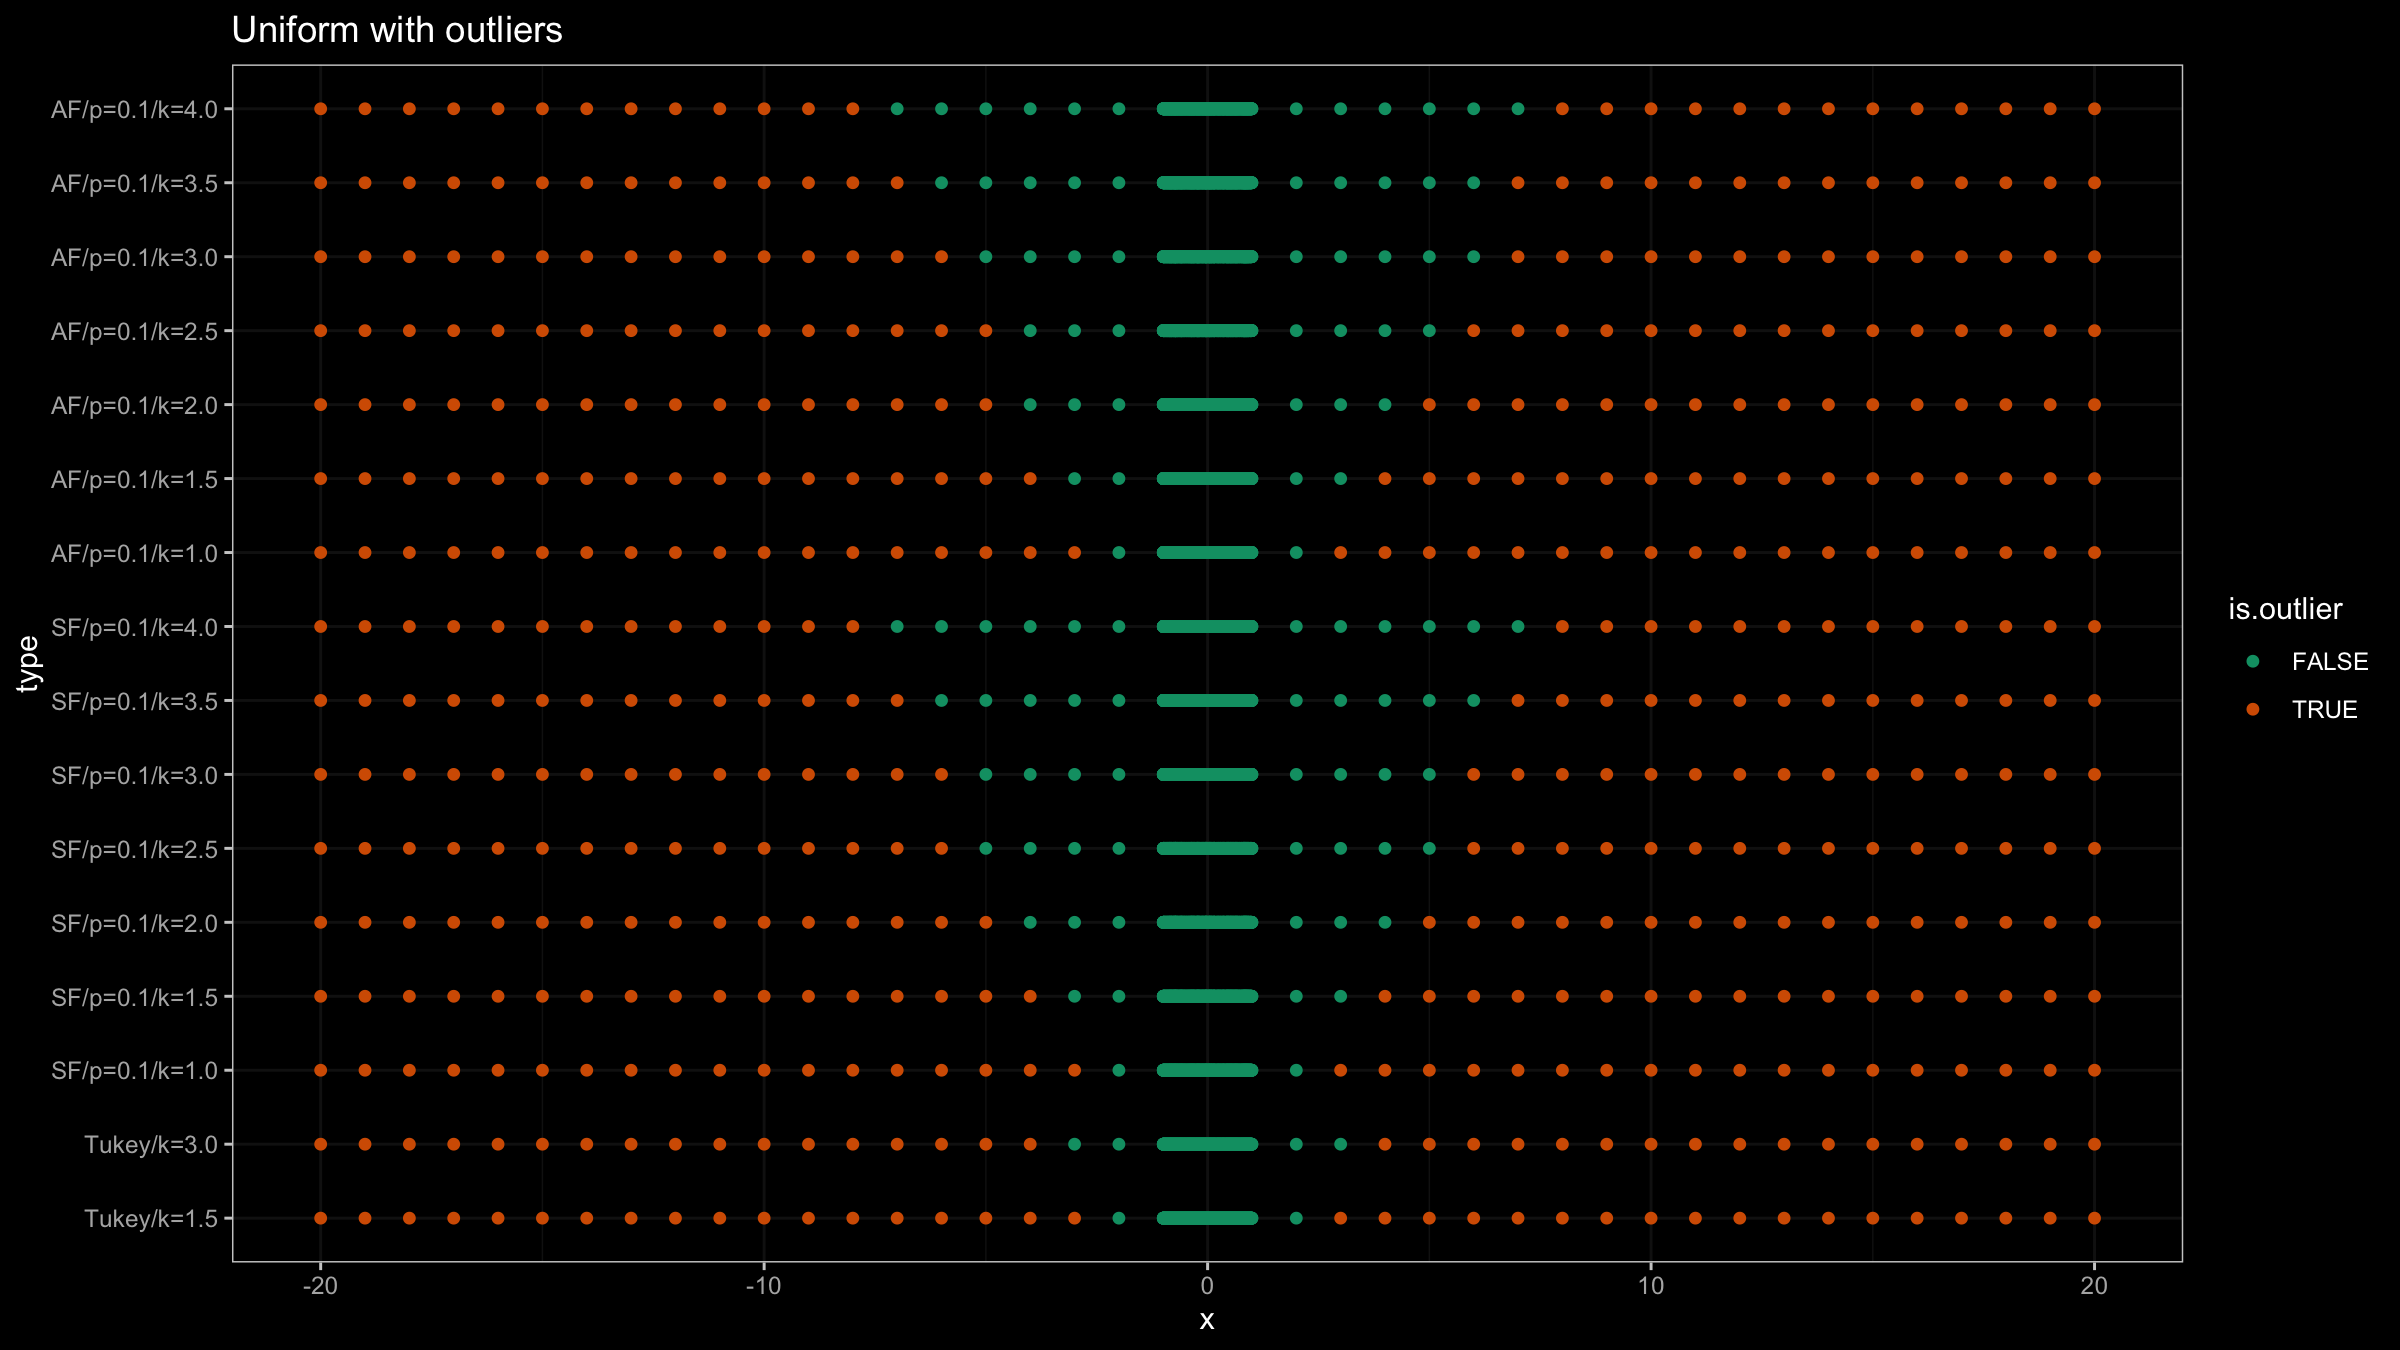 Uniform with outliers
AF/p=0.1/k=4.0
AF/p=0.1/k=3.5
AF/p=0.1/k=3.0
AF/p=0.1/k=2.5
AF/p=0.1/k=2.0
AF/p=0.1/k=1.5
AF/p=0.1/k=1.0
SF/p=0.1/k=4.0
SF/p=0.1/k=3.5
SF/p=0.1/k=3.0
SF/p=0.1/k=2.5
SF/p=0.1/k=2.0
SF/p=0.1/k=1.5
SF/p=0.1/k=1.0
Tukey/k=3.0
Tukey/k=1.5
type
-20 -10 0 10 20
x
is.outlier
FALSE
TRUE